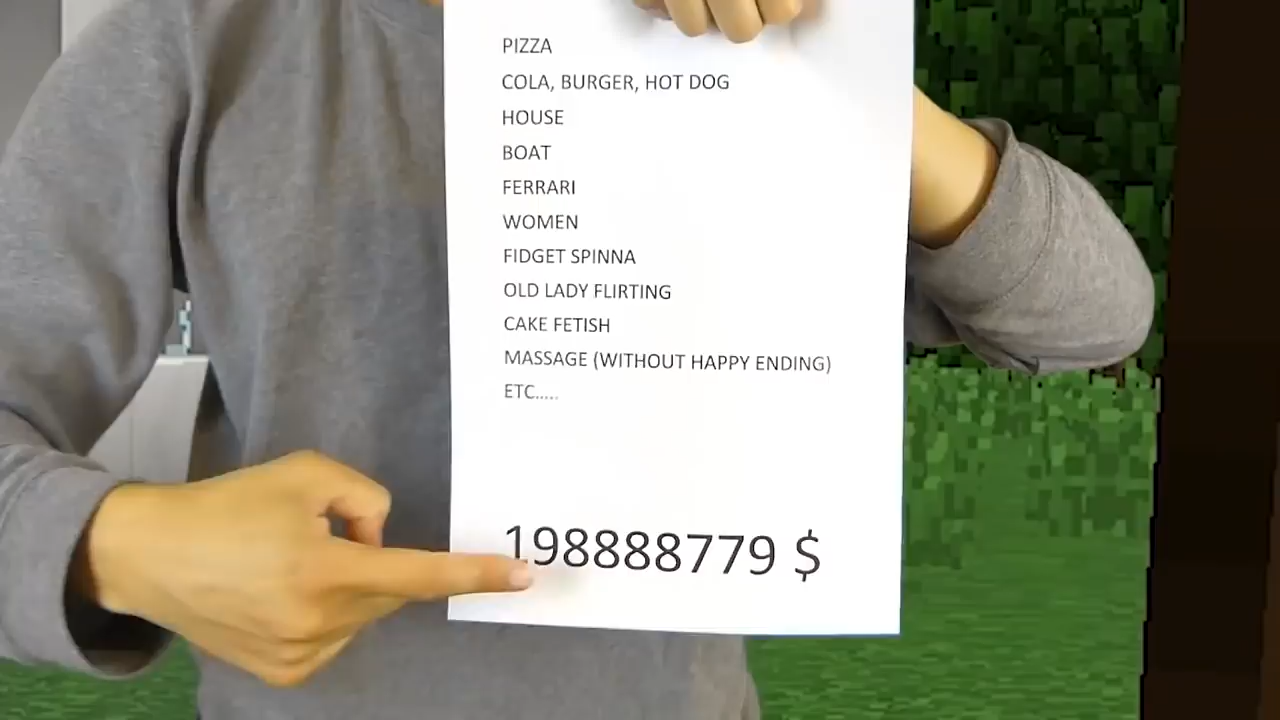 PIZZA
COLA, BURGER, HOT DOG
HOUSE
BOAT
FERRARI
WOMEN
FIDGET SPINNA
OLD LADY FLIRTING
CAKE FETISH
MASSAGE (WITHOUT HAPPY ENDING)
ETC.....
198888779 $